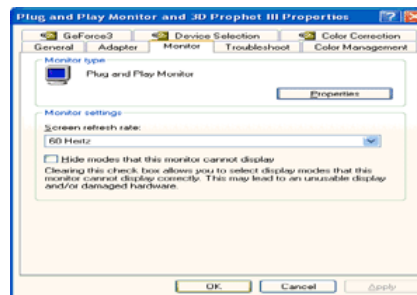 Plug and Play Monitor and 3D Prophet III Properties
GeForce3 Device Selection Color Correction
General Adapter Monitor Troubleshoot Color Management
Monitor type
Plug and Play Monitor
Properties
Monitor settings
Screen refresh rate:
60 Hertz
Hide modes that this monitor cannot display
Clearing this check box allows you to select display modes that this
monitor cannot display correctly. This may lead to an unusable display
and/or damaged hardware.
OK Cancel Apply